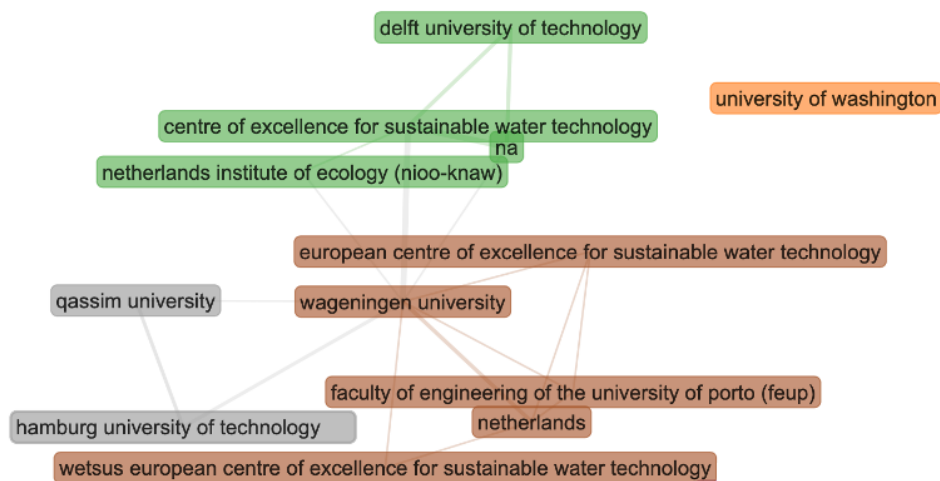 delft university of technology
university of washington
centre of excellence for sustainable water technology
na
netherlands institute of ecology (nioo-knaw)
european centre of excellence for sustainable water technology
qassim university
wageningen university
faculty of engineering of the university of porto (feup)
netherlands
hamburg university of technology
wetsus european centre of excellence for sustainable water technology